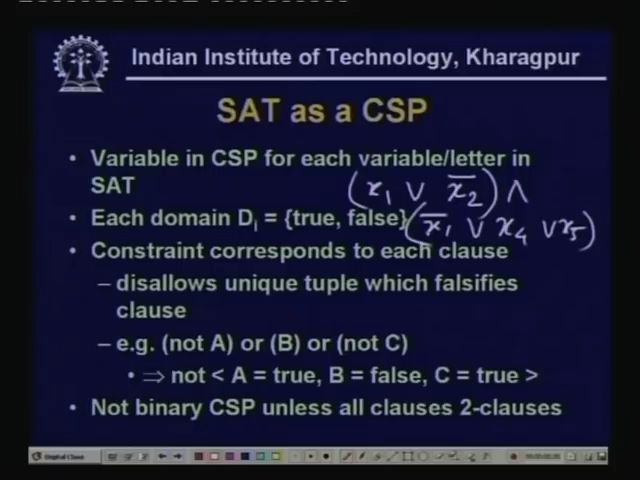 Indian Institute of Technology, Kharagpur
SAT as a CSP
• Variable in CSP for each variable/letter in
SAT
(x₁ ∨ x̅₂) ∧
• Each domain Dᵢ = {true, false}
(x̅₁ ∨ x₄ ∨ x₅)
• Constraint corresponds to each clause
– disallows unique tuple which falsifies
clause
– e.g. (not A) or (B) or (not C)
• ⇒ not < A = true, B = false, C = true >
• Not binary CSP unless all clauses 2-clauses